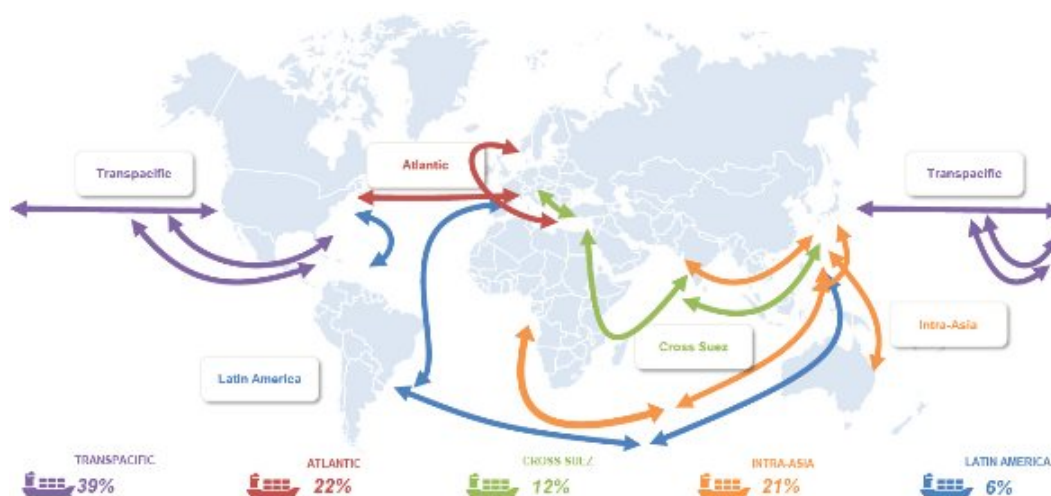 Transpacific
Atlantic
Transpacific
Latin America
Cross Suez
Intra-Asia
TRANSPACIFIC
39%
ATLANTIC
22%
CROSS SUEZ
12%
INTRA-ASIA
21%
LATIN AMERICA
6%